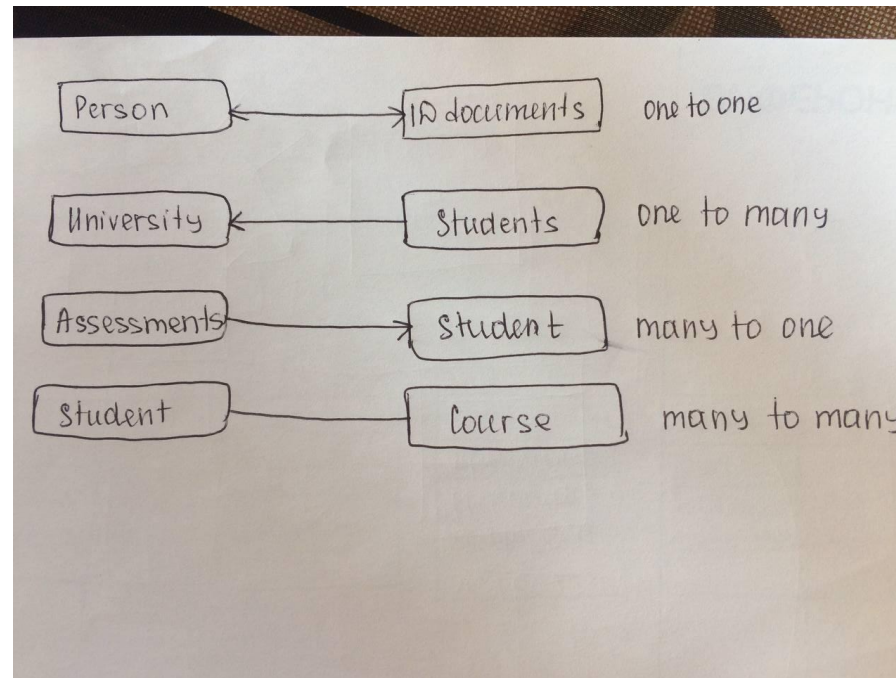 Person ID documents one to one
University Students one to many
Assessments Student many to one
Student Course many to many